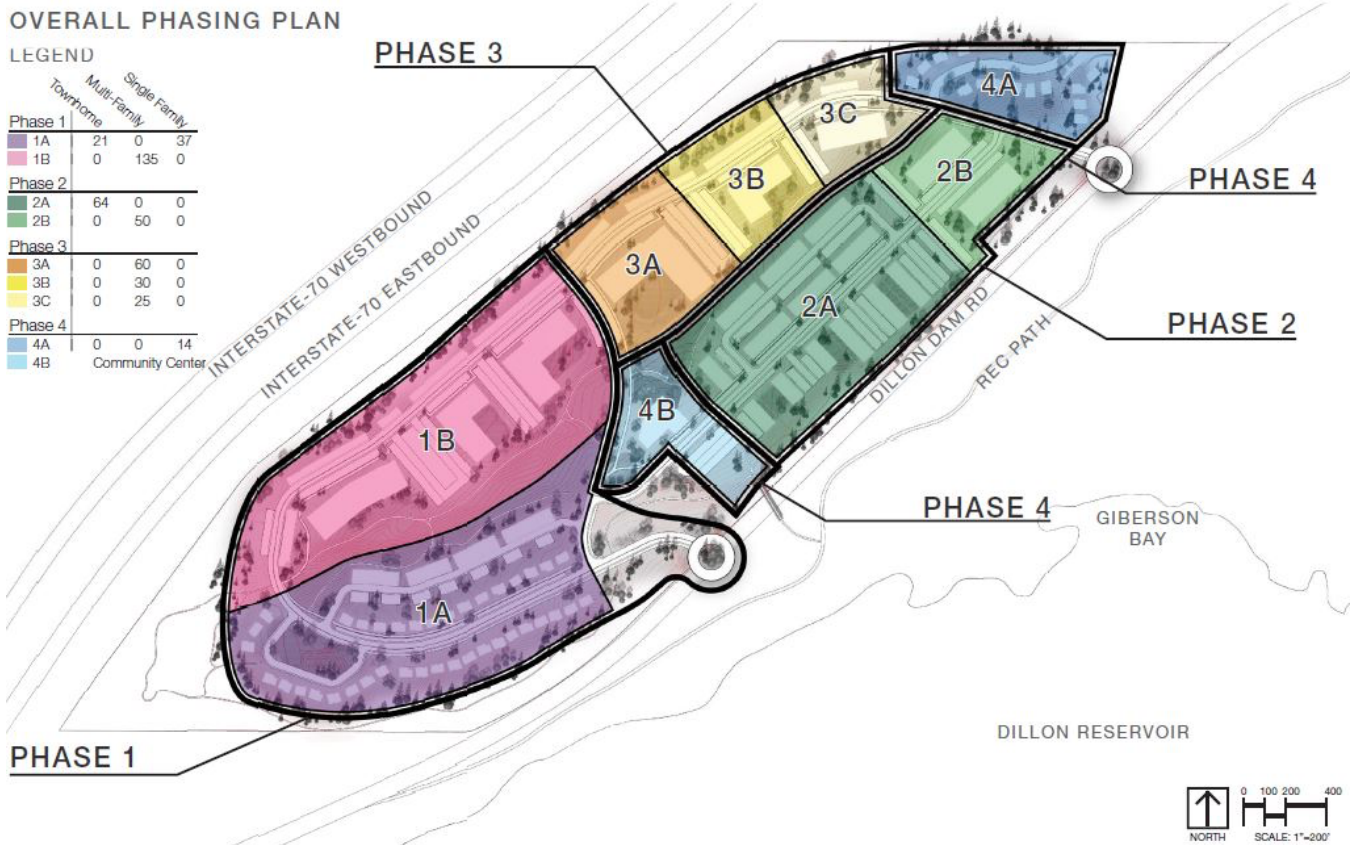 OVERALL PHASING PLAN
LEGEND
Townhome Multi-Family Single Family
Phase 1
1A 21 0 37
1B 0 135 0
Phase 2
2A 64 0 0
2B 0 50 0
Phase 3
3A 0 60 0
3B 0 30 0
3C 0 25 0
Phase 4
4A 0 0 14
4B Community Center
PHASE 3
INTERSTATE-70 WESTBOUND
INTERSTATE-70 EASTBOUND
4A
3C
3B
2B
PHASE 4
3A
2A
PHASE 2
DILLON DAM RD
REC PATH
4B
1B
PHASE 4
GIBERSON
BAY
1A
PHASE 1
DILLON RESERVOIR
NORTH
0 100 200 400
SCALE: 1"=200'